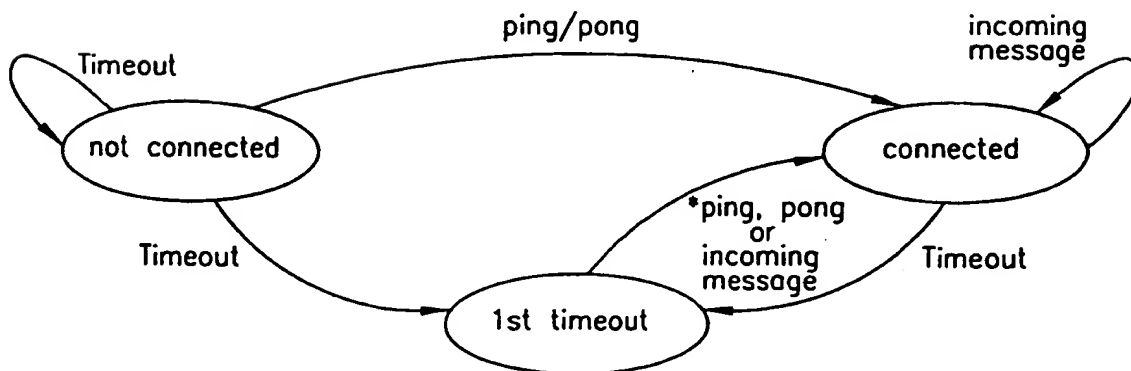 ping/pong
incoming
message
Timeout
not connected
connected
*ping, pong
or
incoming
message
Timeout
Timeout
1st timeout